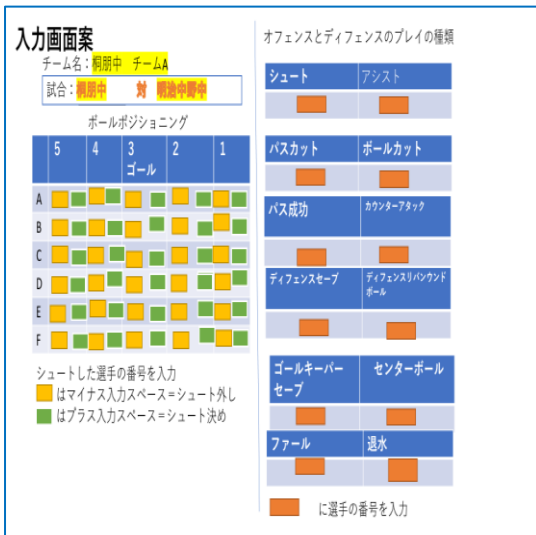 入力画面案
チーム名：桐朋中 チームA
試合：桐朋中 対 明治中野中
ボールポジショニング
5 4 3 2 1
ゴール
A
B
C
D
E
F
シュートした選手の番号を入力
はマイナス入力スペース＝シュート外し
はプラス入力スペース＝シュート決め
オフェンスとディフェンスのプレイの種類
シュート アシスト
パスカット ボールカット
パス成功 カウンターアタック
ディフェンスセーブ ディフェンスリバンウンド
ボール
ゴールキーパー センターボール
セーブ
ファール 退水
に選手の番号を入力